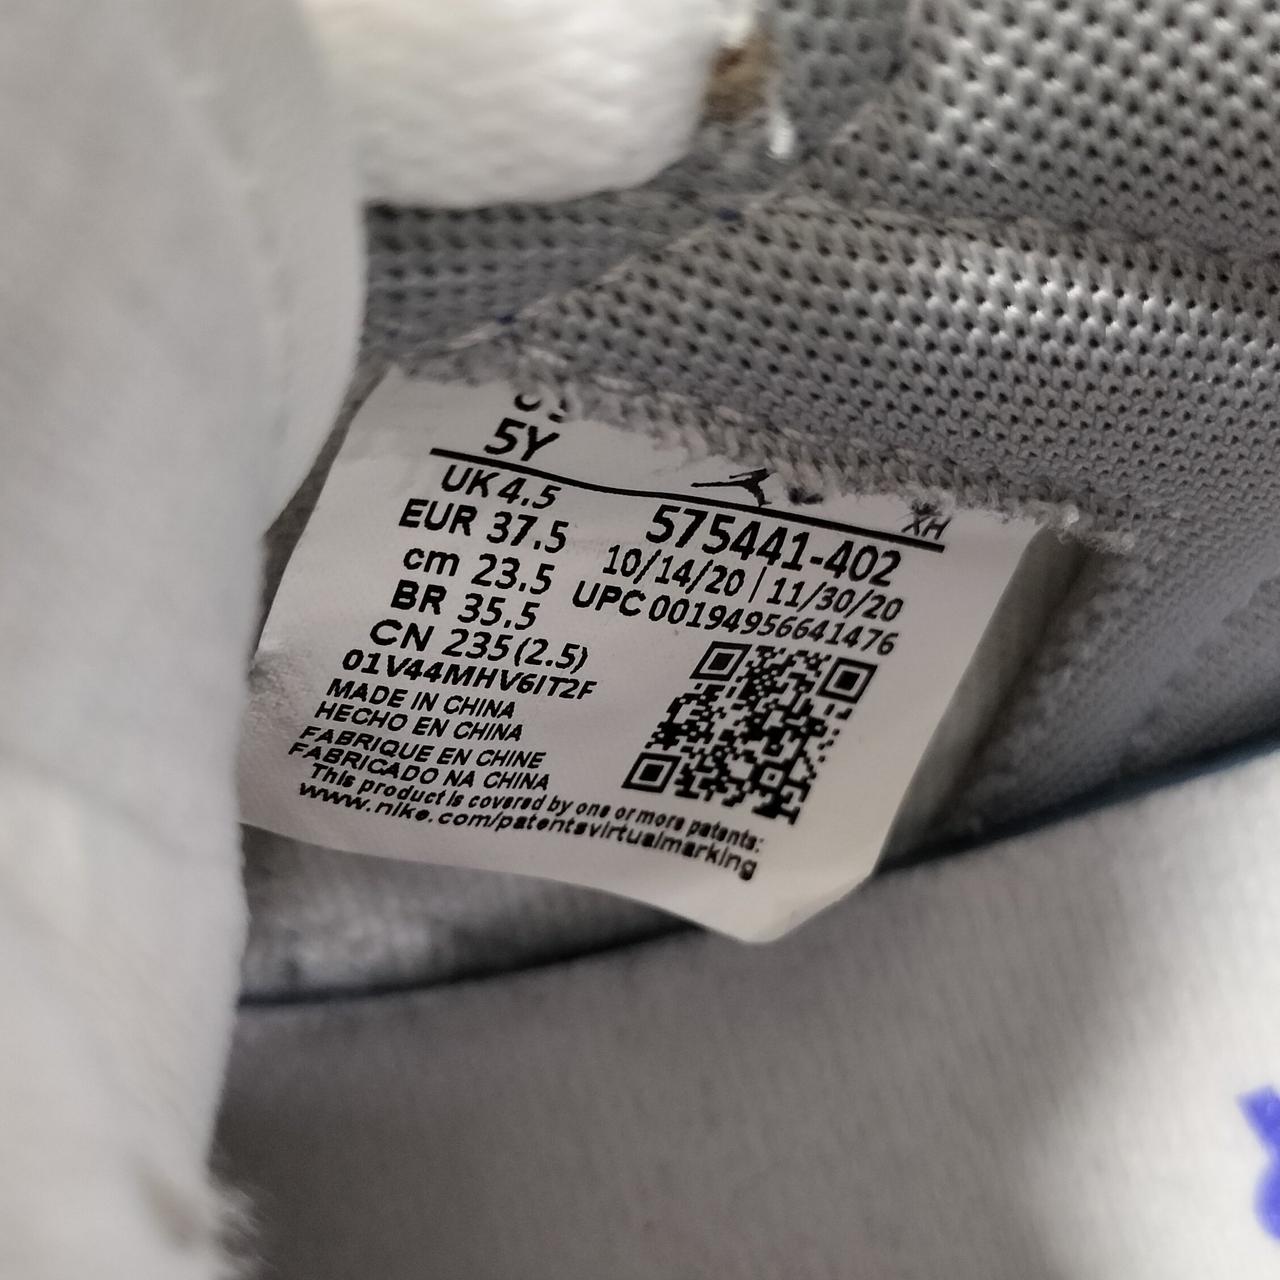 5Y
UK 4.5
EUR 37.5
cm 23.5
BR 35.5
CN 235(2.5)
01V44MHV6IT2F
MADE IN CHINA
HECHO EN CHINA
FABRIQUE EN CHINE
FABRICADO NA CHINA
This product is covered by one or more patents:
www.nike.com/patentsvirtualmarking
XH
575441-402
10/14/20 | 11/30/20
UPC 00194956641476